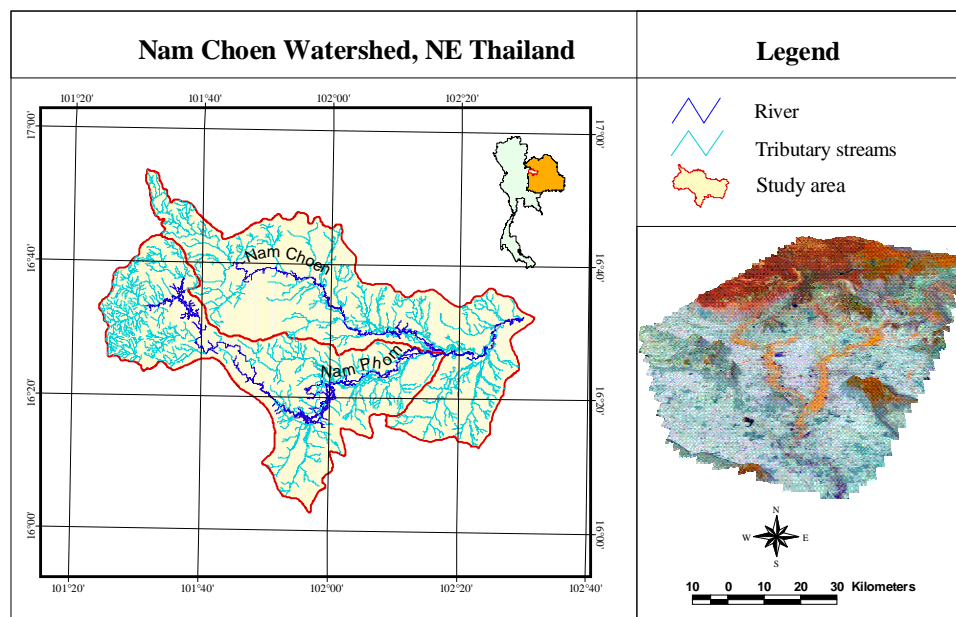 Nam Choen Watershed, NE Thailand
101°20'
101°40'
102°00'
102°20'
17°00'
17°00'
16°40'
16°40'
Nam Choen
Nam Phom
16°20'
16°20'
16°00'
16°00'
101°20'
101°40'
102°00'
102°20'
102°40'
Legend
River
Tributary streams
Study area
N
W E
S
10 0 10 20 30 Kilometers